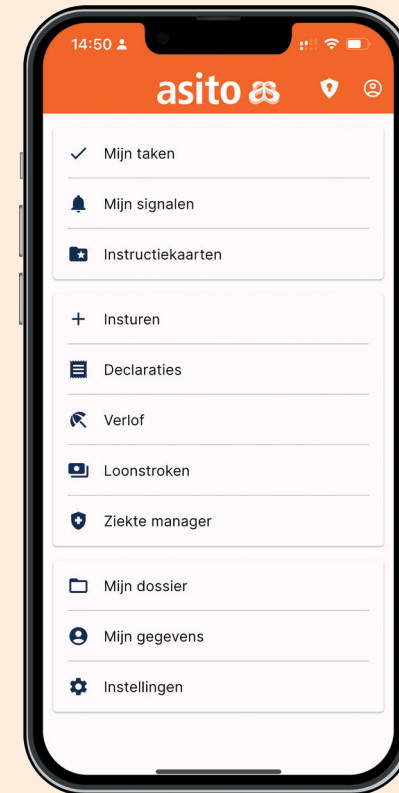 14:50
asito
Mijn taken
Mijn signalen
Instructiekaarten
Insturen
Declaraties
Verlof
Loonstroken
Ziekte manager
Mijn dossier
Mijn gegevens
Instellingen